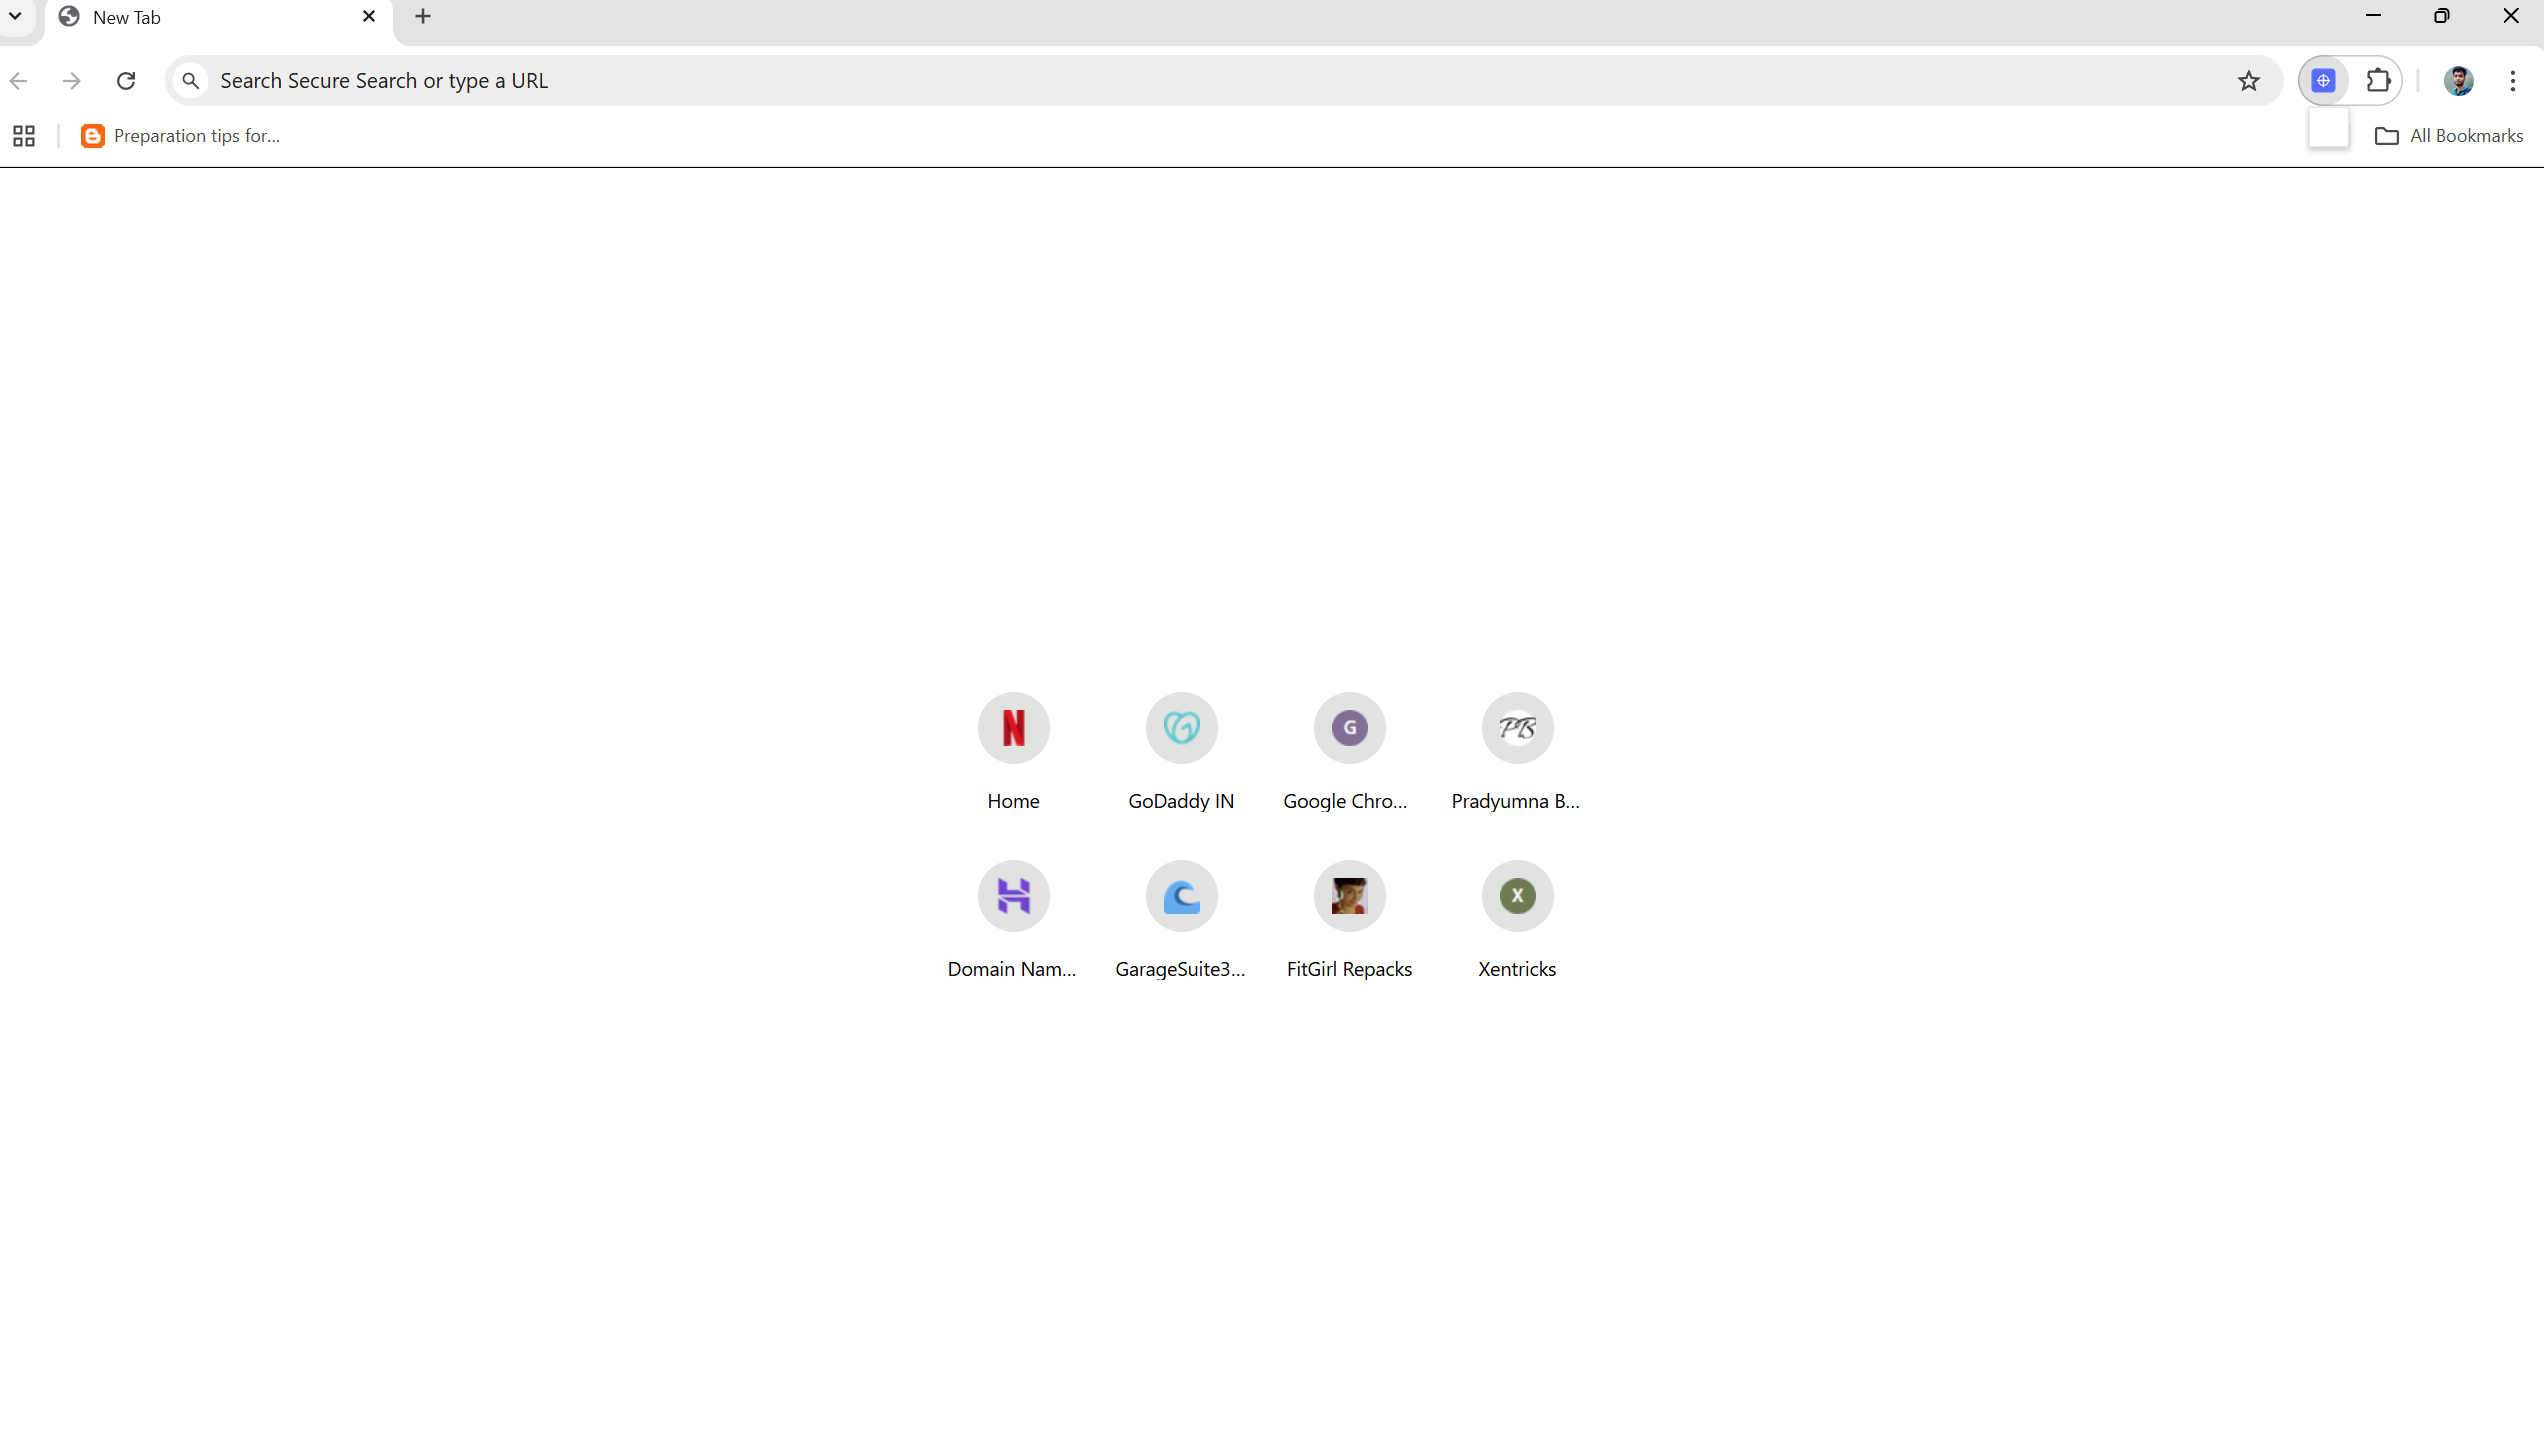 New Tab
Search Secure Search or type a URL
Preparation tips for...
All Bookmarks
N
G
PB
Home
GoDaddy IN
Google Chro...
Pradyumna B...
X
Domain Nam...
GarageSuite3...
FitGirl Repacks
Xentricks